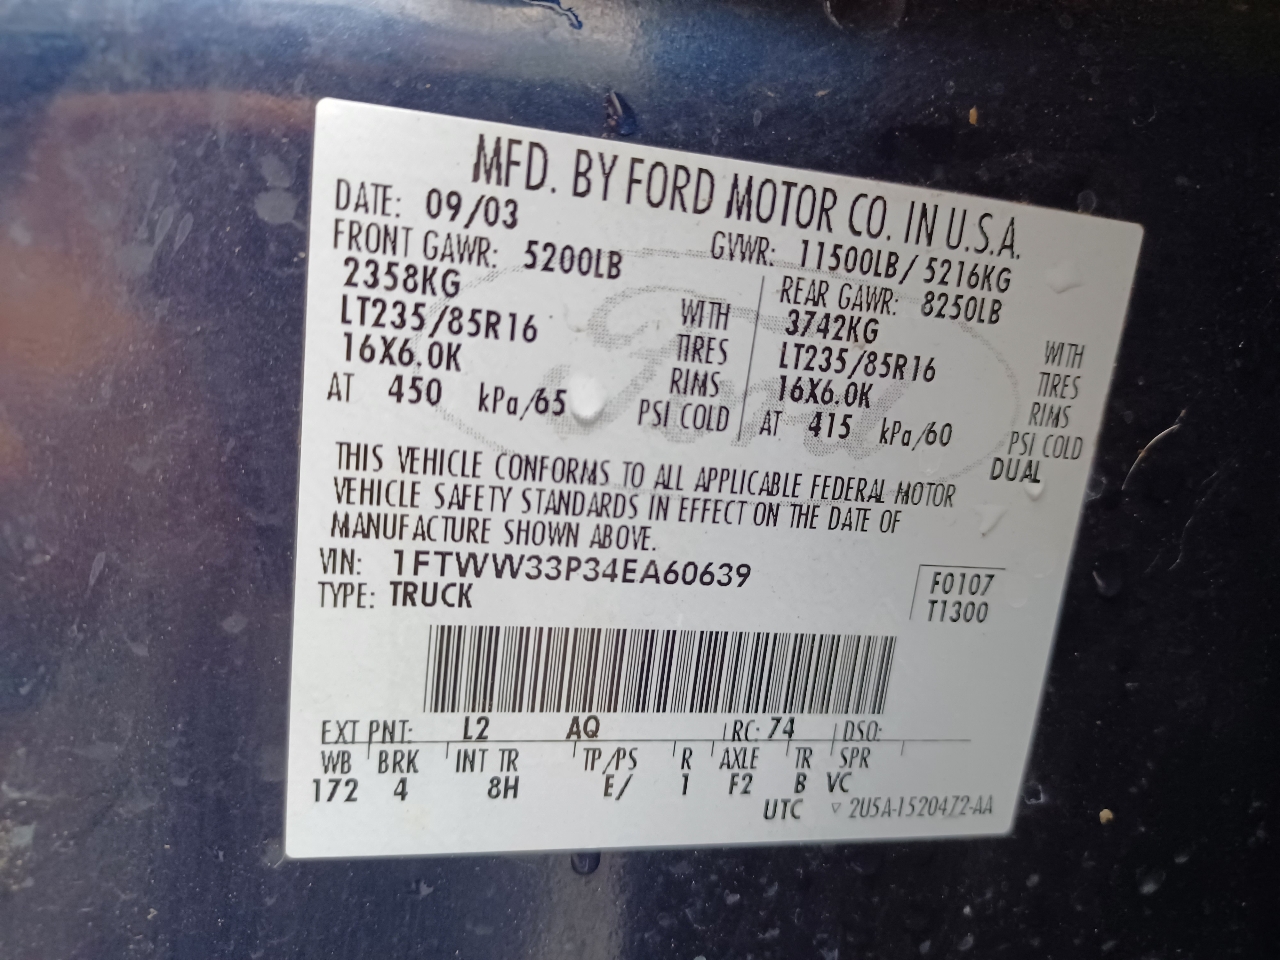 MFD. BY FORD MOTOR CO. IN U.S.A.
DATE: 09/03 GVWR: 11500LB/ 5216KG
FRONT GAWR: 5200LB REAR GAWR: 8250LB
2358KG WITH 3742KG WITH
LT235/85R16 TIRES LT235/85R16 TIRES
16X6.0K RIMS 16X6.0K RIMS
AT 450 kPa/65 PSI COLD AT 415 kPa/60 PSI COLD
DUAL
Ford
THIS VEHICLE CONFORMS TO ALL APPLICABLE FEDERAL MOTOR
VEHICLE SAFETY STANDARDS IN EFFECT ON THE DATE OF
MANUFACTURE SHOWN ABOVE.
VIN: 1FTWW33P34EA60639 F0107
TYPE: TRUCK T1300
EXT PNT: L2 AQ RC: 74 DSO:
WB BRK INT TR TP/PS R AXLE TR SPR
172 4 8H E/ 1 F2 B VC
UTC ▽ 2U5A-1520472-AA